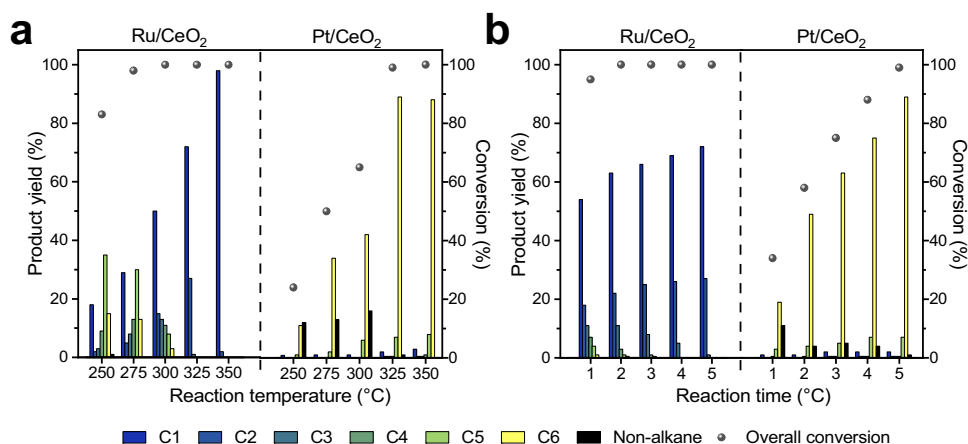 a
Ru/CeO₂ Pt/CeO₂
100 100
80 80
60 60
40 40
20 20
0 0
Product yield (%)
Conversion (%)
250 275 300 325 350 250 275 300 325 350
Reaction temperature (°C)
b
Ru/CeO₂ Pt/CeO₂
100 100
80 80
60 60
40 40
20 20
0 0
Product yield (%)
Conversion (%)
1 2 3 4 5 1 2 3 4 5
Reaction time (°C)
C1 C2 C3 C4 C5 C6 Non-alkane Overall conversion